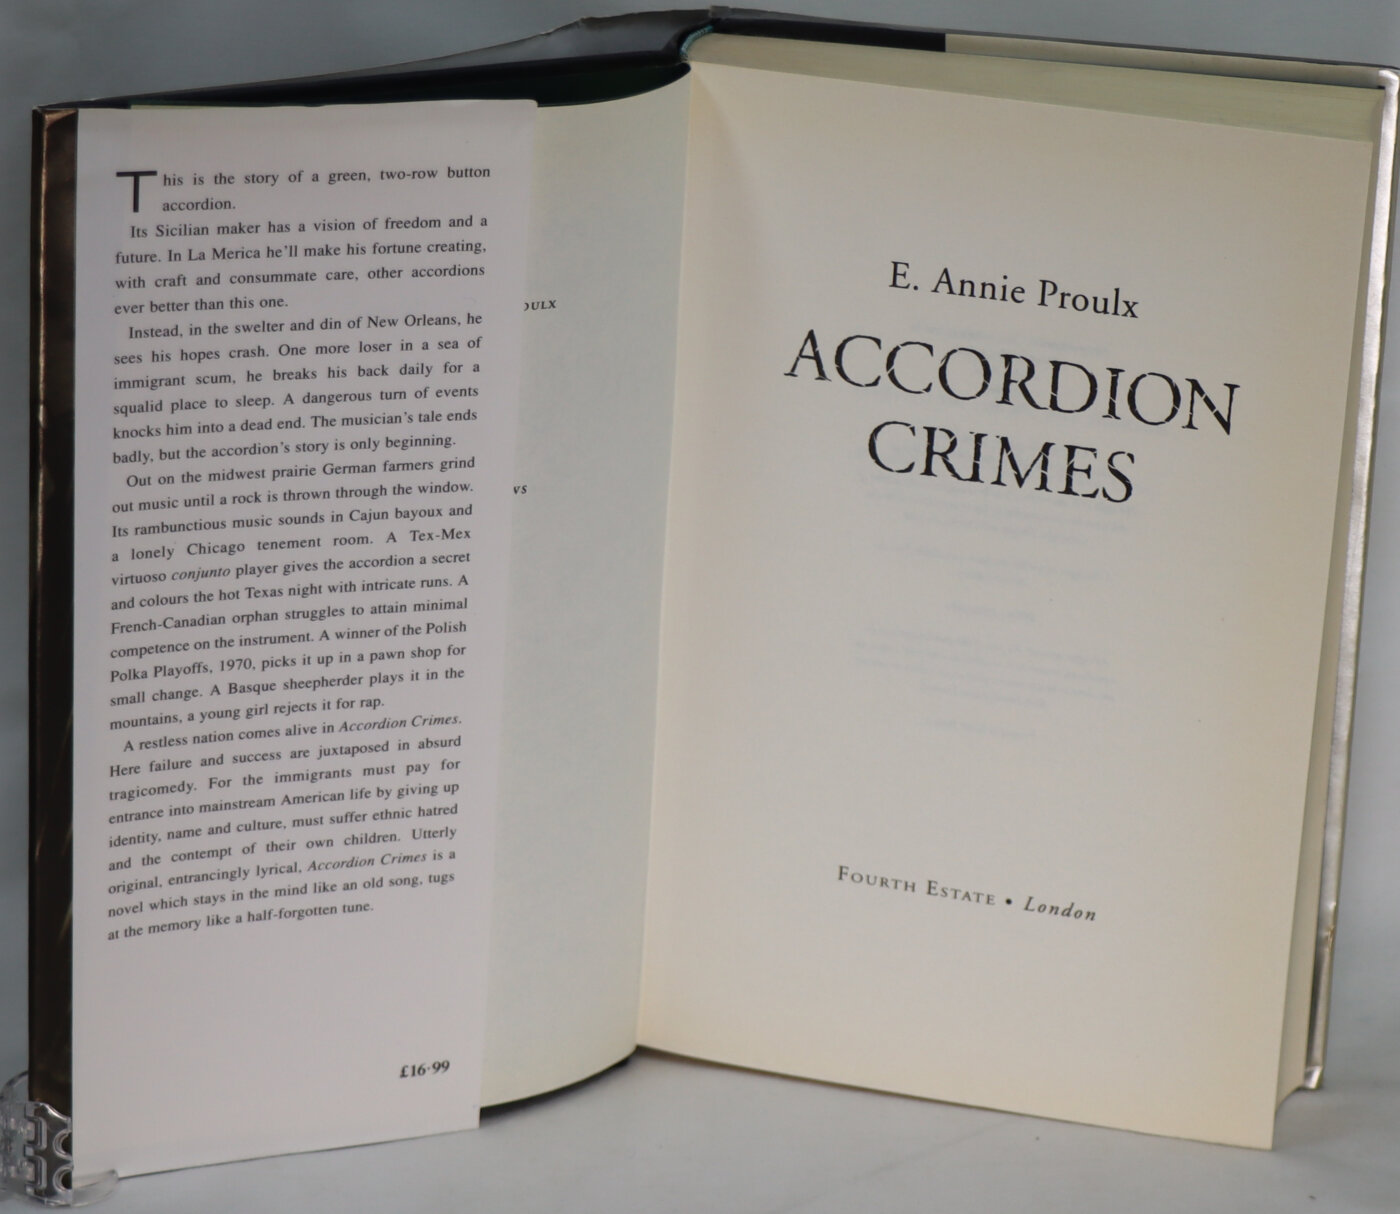 This is the story of a green, two-row button
accordion.
Its Sicilian maker has a vision of freedom and a
future. In La Merica he'll make his fortune creating,
with craft and consummate care, other accordions
ever better than this one.
Instead, in the swelter and din of New Orleans, he
sees his hopes crash. One more loser in a sea of
immigrant scum, he breaks his back daily for a
squalid place to sleep. A dangerous turn of events
knocks him into a dead end. The musician's tale ends
badly, but the accordion's story is only beginning.
Out on the midwest prairie German farmers grind
out music until a rock is thrown through the window.
Its rambunctious music sounds in Cajun bayoux and
a lonely Chicago tenement room. A Tex-Mex
virtuoso conjunto player gives the accordion a secret
and colours the hot Texas night with intricate runs. A
French-Canadian orphan struggles to attain minimal
competence on the instrument. A winner of the Polish
Polka Playoffs, 1970, picks it up in a pawn shop for
small change. A Basque sheepherder plays it in the
mountains, a young girl rejects it for rap.
A restless nation comes alive in Accordion Crimes.
Here failure and success are juxtaposed in absurd
tragicomedy. For the immigrants must pay for
entrance into mainstream American life by giving up
identity, name and culture, must suffer ethnic hatred
and the contempt of their own children. Utterly
original, entrancingly lyrical, Accordion Crimes is a
novel which stays in the mind like an old song, tugs
at the memory like a half-forgotten tune.
£16·99
OULX
WS
E. Annie Proulx
ACCORDION
CRIMES
FOURTH ESTATE • London